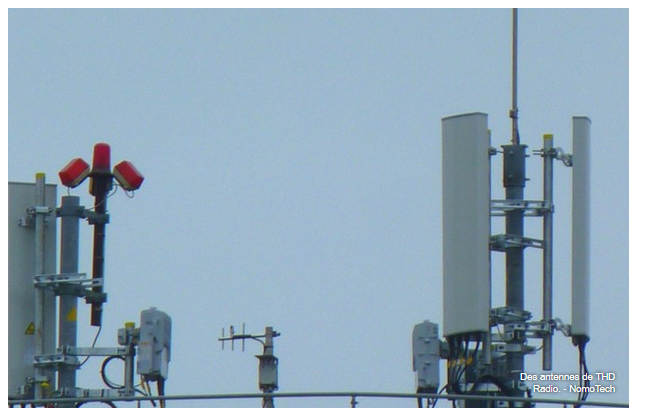 Des antennes de THD
Radio. - NomoTech